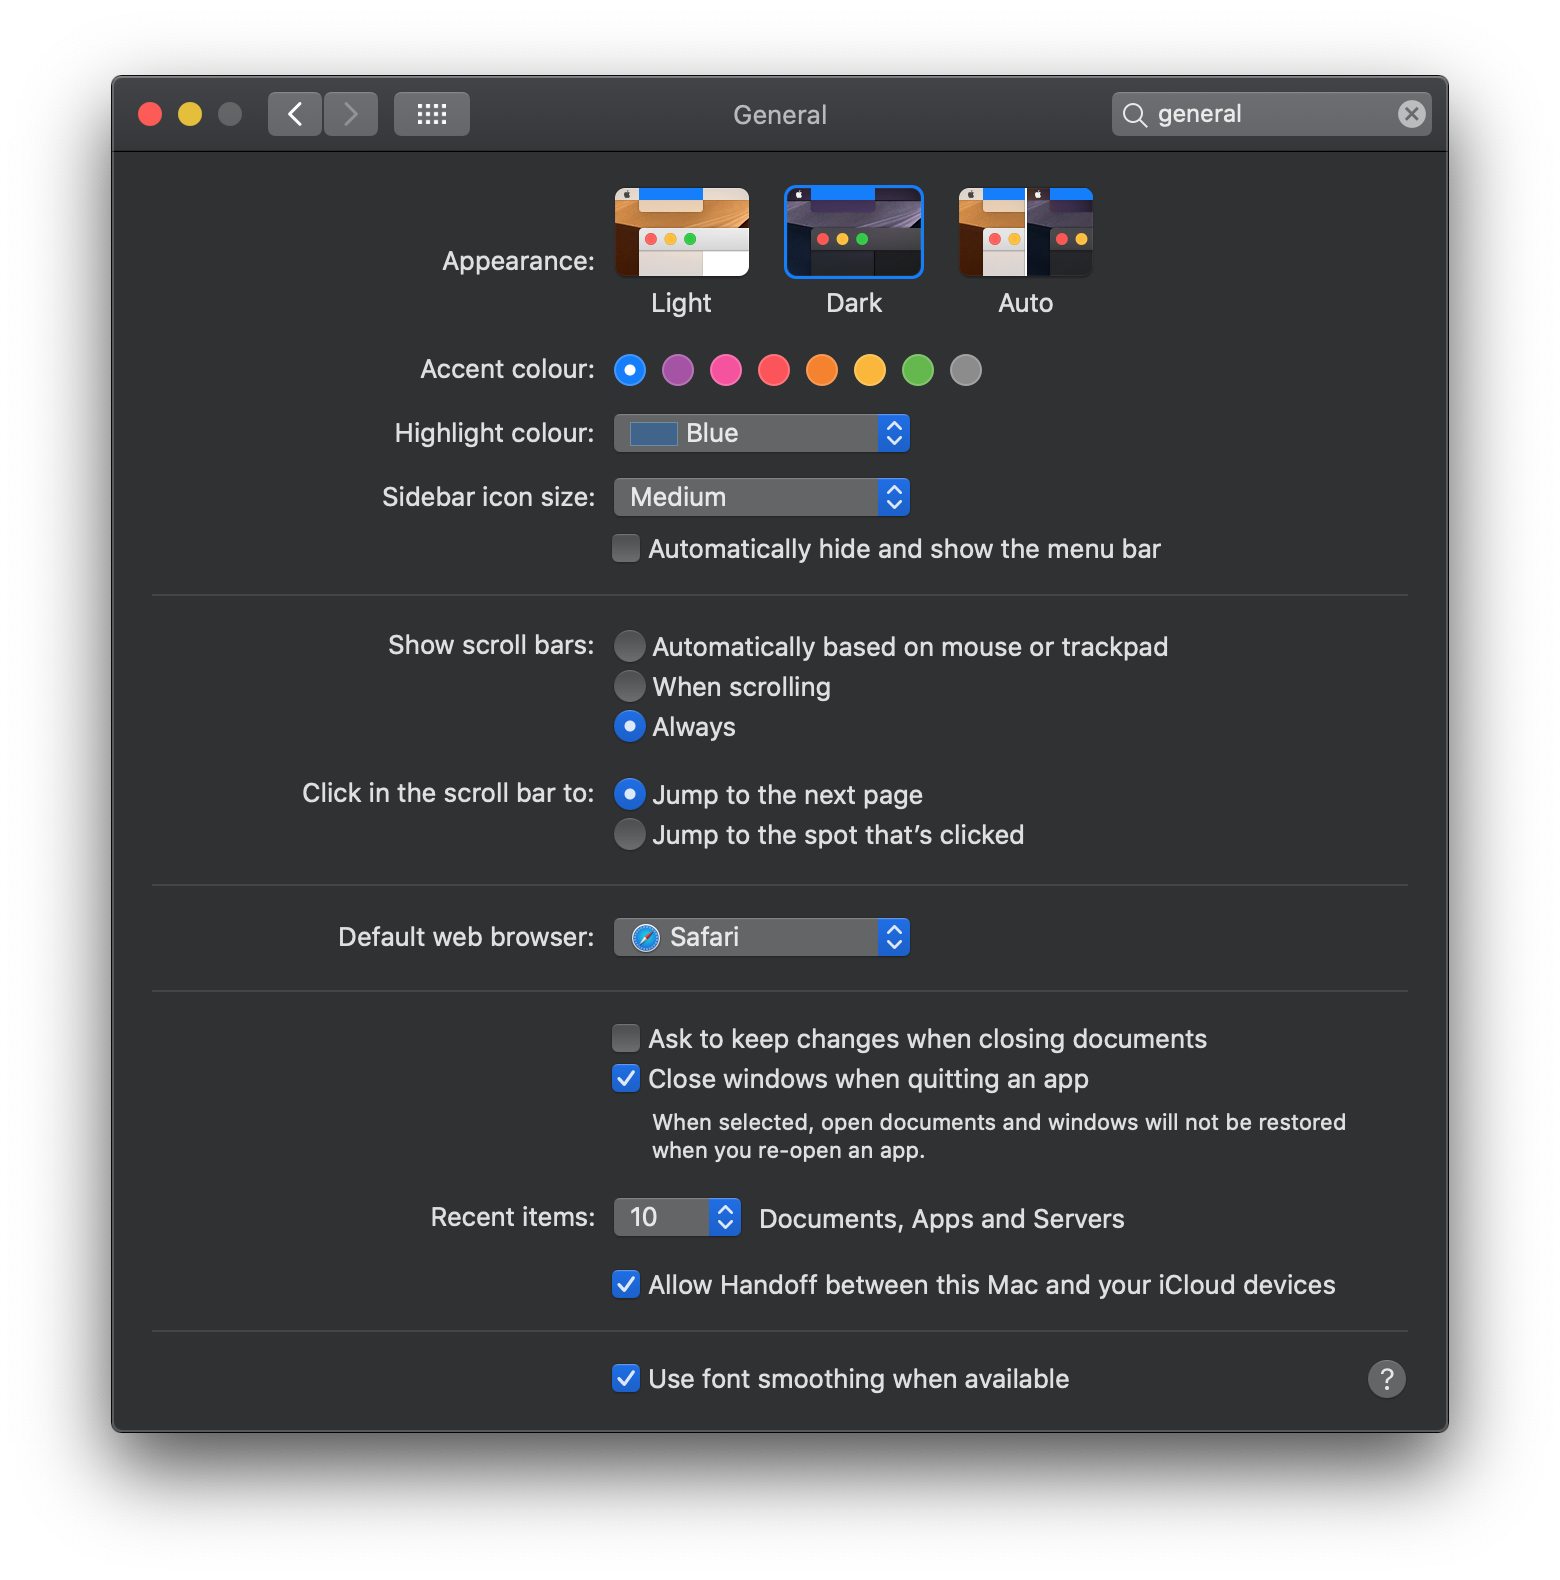 General
general
Appearance:
Light
Dark
Auto
Accent colour:
Highlight colour: Blue
Sidebar icon size: Medium
Automatically hide and show the menu bar
Show scroll bars: Automatically based on mouse or trackpad
When scrolling
Always
Click in the scroll bar to: Jump to the next page
Jump to the spot that’s clicked
Default web browser: Safari
Ask to keep changes when closing documents
Close windows when quitting an app
When selected, open documents and windows will not be restored
when you re-open an app.
Recent items: 10 Documents, Apps and Servers
Allow Handoff between this Mac and your iCloud devices
Use font smoothing when available
?